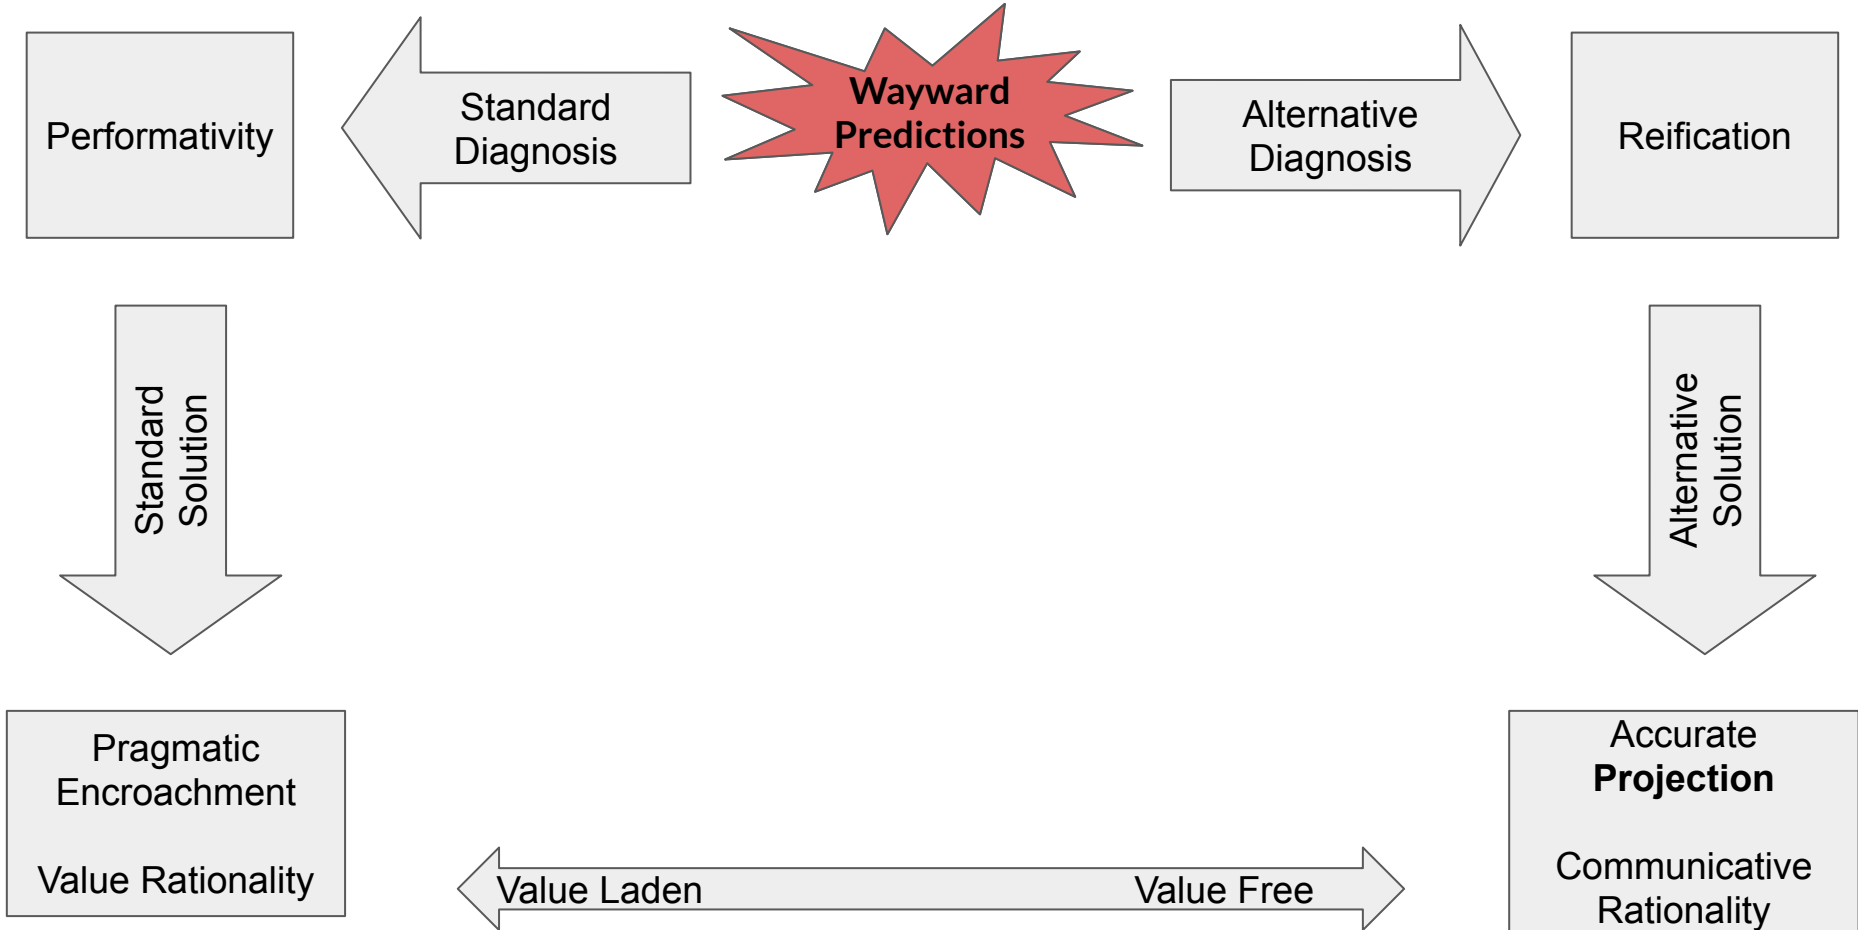 Performativity
Standard
Diagnosis
Wayward
Predictions
Alternative
Diagnosis
Reification
Standard
Solution
Alternative
Solution
Pragmatic
Encroachment
Value Rationality
Value Laden
Value Free
Accurate
Projection
Communicative
Rationality